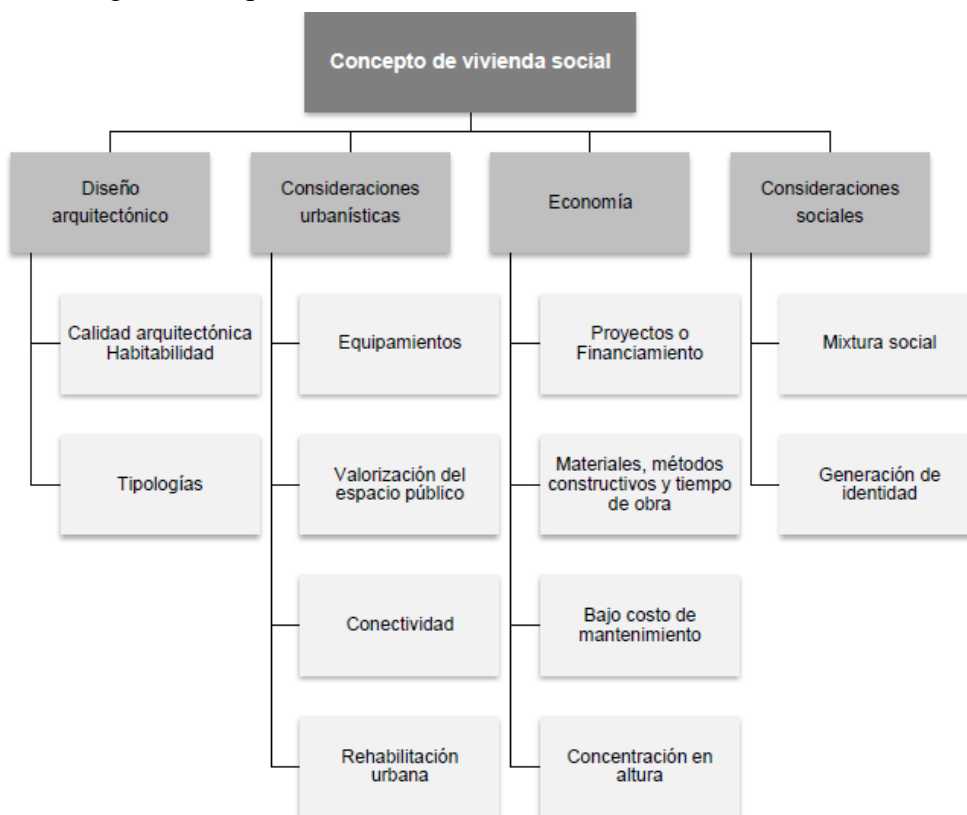 Concepto de vivienda social
Diseño
arquitectónico
Consideraciones
urbanísticas
Economía
Consideraciones
sociales
Calidad arquitectónica
Habitabilidad
Equipamientos
Proyectos o
Financiamiento
Mixtura social
Tipologías
Valorización del
espacio público
Materiales, métodos
constructivos y tiempo
de obra
Generación de
identidad
Conectividad
Bajo costo de
mantenimiento
Rehabilitación
urbana
Concentración en
altura